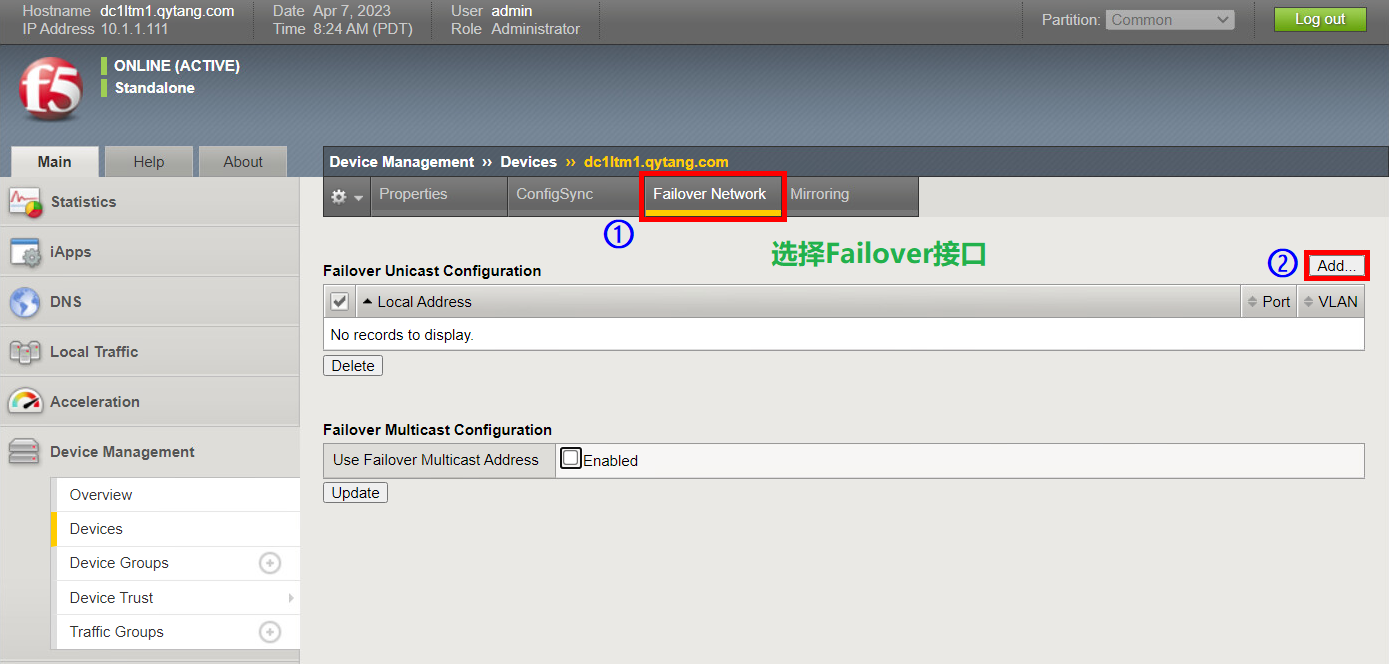 Hostname dc1ltm1.qytang.com Date Apr 7, 2023 User admin Partition: Common Log out
IP Address 10.1.1.111 Time 8:24 AM (PDT) Role Administrator
f5
ONLINE (ACTIVE)
Standalone
Main Help About
Device Management ›› Devices ›› dc1ltm1.qytang.com
Properties ConfigSync Failover Network Mirroring
Statistics
iApps
DNS
Local Traffic
Acceleration
Device Management
Overview
Devices
Device Groups
Device Trust
Traffic Groups
①
选择Failover接口
② Add...
Failover Unicast Configuration
Local Address Port VLAN
No records to display.
Delete
Failover Multicast Configuration
Use Failover Multicast Address Enabled
Update